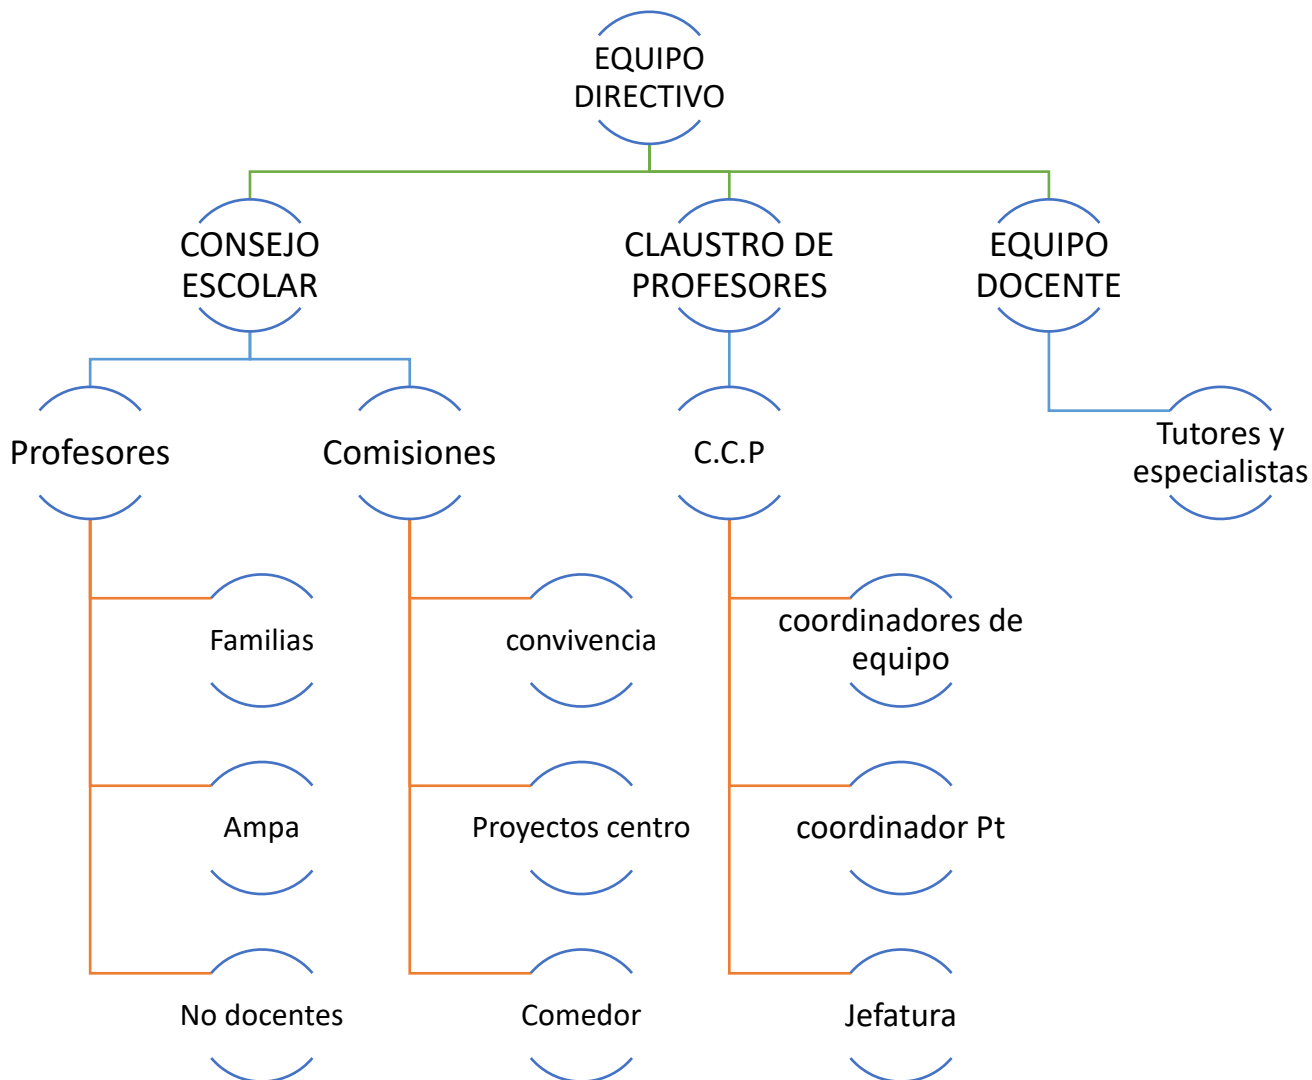 EQUIPO
DIRECTIVO
CONSEJO
ESCOLAR
CLAUSTRO DE
PROFESORES
EQUIPO
DOCENTE
Profesores
Comisiones
C.C.P
Tutores y
especialistas
Familias
convivencia
coordinadores de
equipo
Ampa
Proyectos centro
coordinador Pt
No docentes
Comedor
Jefatura